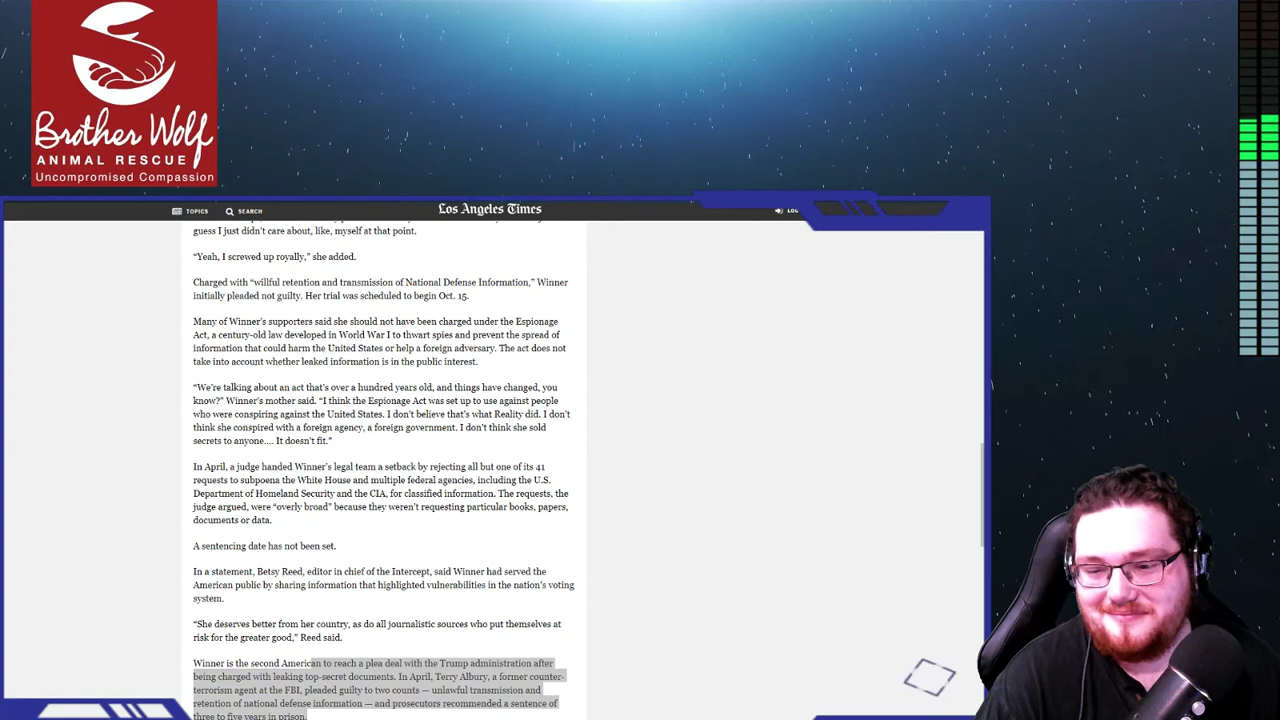 Brother Wolf
ANIMAL RESCUE
Uncompromised Compassion
TOPICS
SEARCH
Los Angeles Times
LOG
guess I just didn't care about, like, myself at that point.
“Yeah, I screwed up royally,” she added.
Charged with “willful retention and transmission of National Defense Information,” Winner
initially pleaded not guilty. Her trial was scheduled to begin Oct. 15.
Many of Winner's supporters said she should not have been charged under the Espionage
Act, a century-old law developed in World War I to thwart spies and prevent the spread of
information that could harm the United States or help a foreign adversary. The act does not
take into account whether leaked information is in the public interest.
“We're talking about an act that's over a hundred years old, and things have changed, you
know?” Winner's mother said. “I think the Espionage Act was set up to use against people
who were conspiring against the United States. I don't believe that's what Reality did. I don't
think she conspired with a foreign agency, a foreign government. I don't think she sold
secrets to anyone.... It doesn't fit.”
In April, a judge handed Winner's legal team a setback by rejecting all but one of its 41
requests to subpoena the White House and multiple federal agencies, including the U.S.
Department of Homeland Security and the CIA, for classified information. The requests, the
judge argued, were “overly broad” because they weren't requesting particular books, papers,
documents or data.
A sentencing date has not been set.
In a statement, Betsy Reed, editor in chief of the Intercept, said Winner had served the
American public by sharing information that highlighted vulnerabilities in the nation's voting
system.
“She deserves better from her country, as do all journalistic sources who put themselves at
risk for the greater good,” Reed said.
Winner is the second American to reach a plea deal with the Trump administration after
being charged with leaking top-secret documents. In April, Terry Albury, a former counter-
terrorism agent at the FBI, pleaded guilty to two counts — unlawful transmission and
retention of national defense information — and prosecutors recommended a sentence of
three to five years in prison.